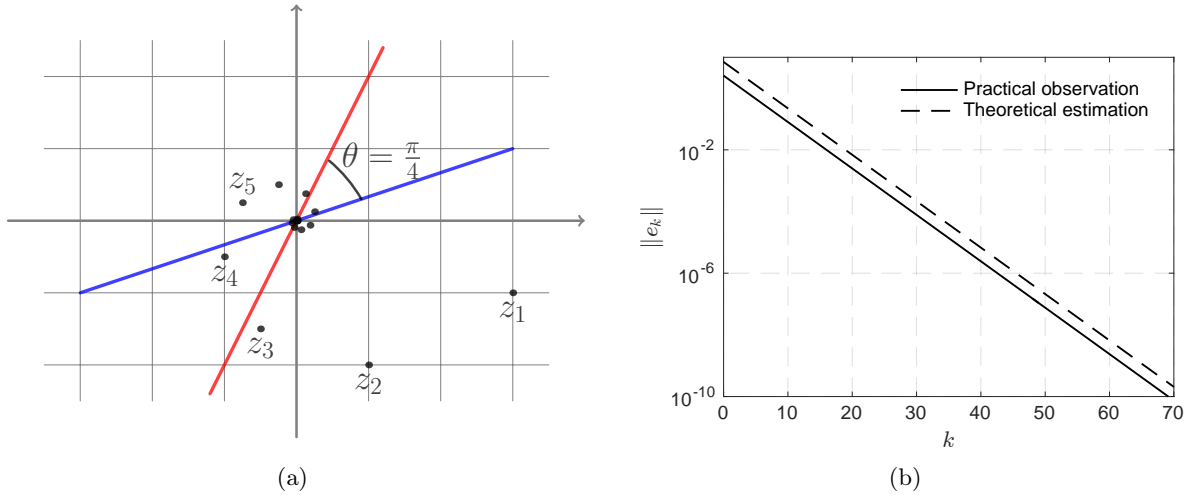 θ = π/4
z₅
z₄
z₃
z₂
z₁
(a)
Practical observation
Theoretical estimation
10⁻²
10⁻⁶
10⁻¹⁰
‖eₖ‖
0 10 20 30 40 50 60 70
k
(b)